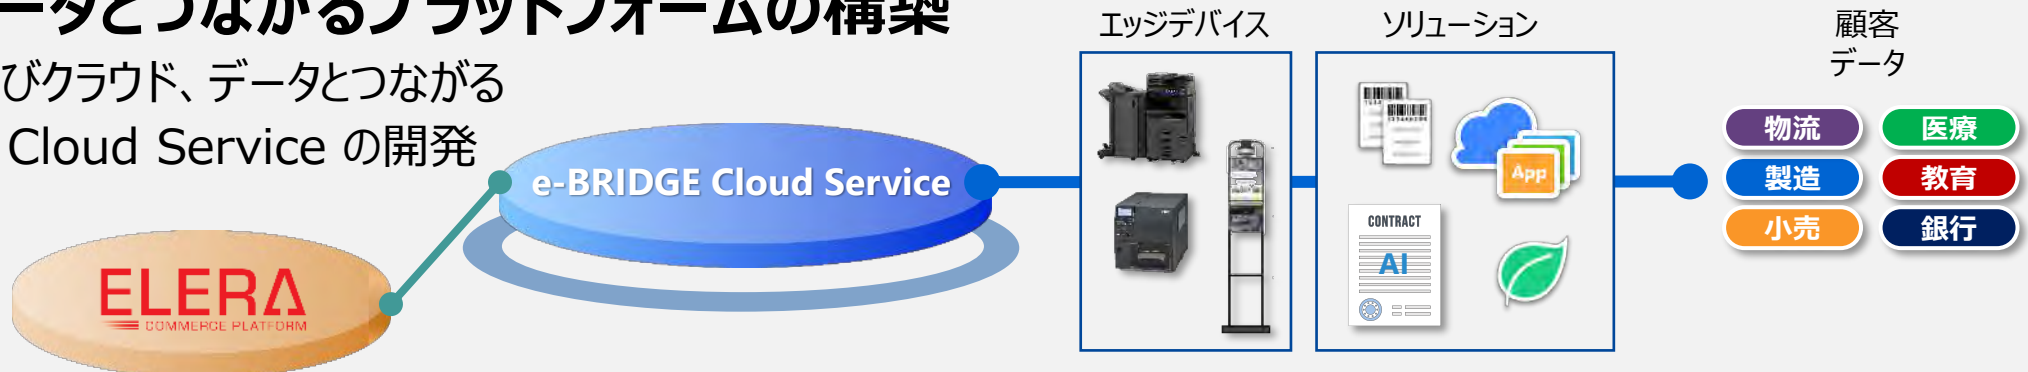 ータとつながるプラットフォームの構築
びクラウド、データとつながる
Cloud Service の開発
e-BRIDGE Cloud Service
ELERA
COMMERCE PLATFORM
エッジデバイス
ソリューション
App
CONTRACT
AI
顧客
データ
物流
医療
製造
教育
小売
銀行